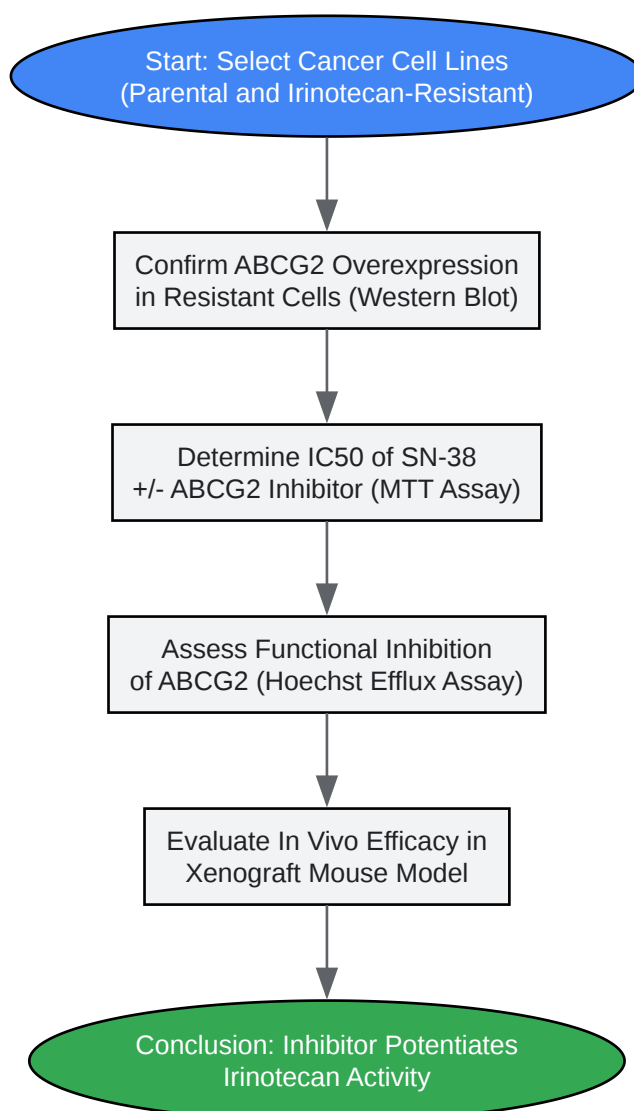 Start: Select Cancer Cell Lines
(Parental and Irinotecan-Resistant)
Confirm ABCG2 Overexpression
in Resistant Cells (Western Blot)
Determine IC50 of SN-38
+/- ABCG2 Inhibitor (MTT Assay)
Assess Functional Inhibition
of ABCG2 (Hoechst Efflux Assay)
Evaluate In Vivo Efficacy in
Xenograft Mouse Model
Conclusion: Inhibitor Potentiates
Irinotecan Activity